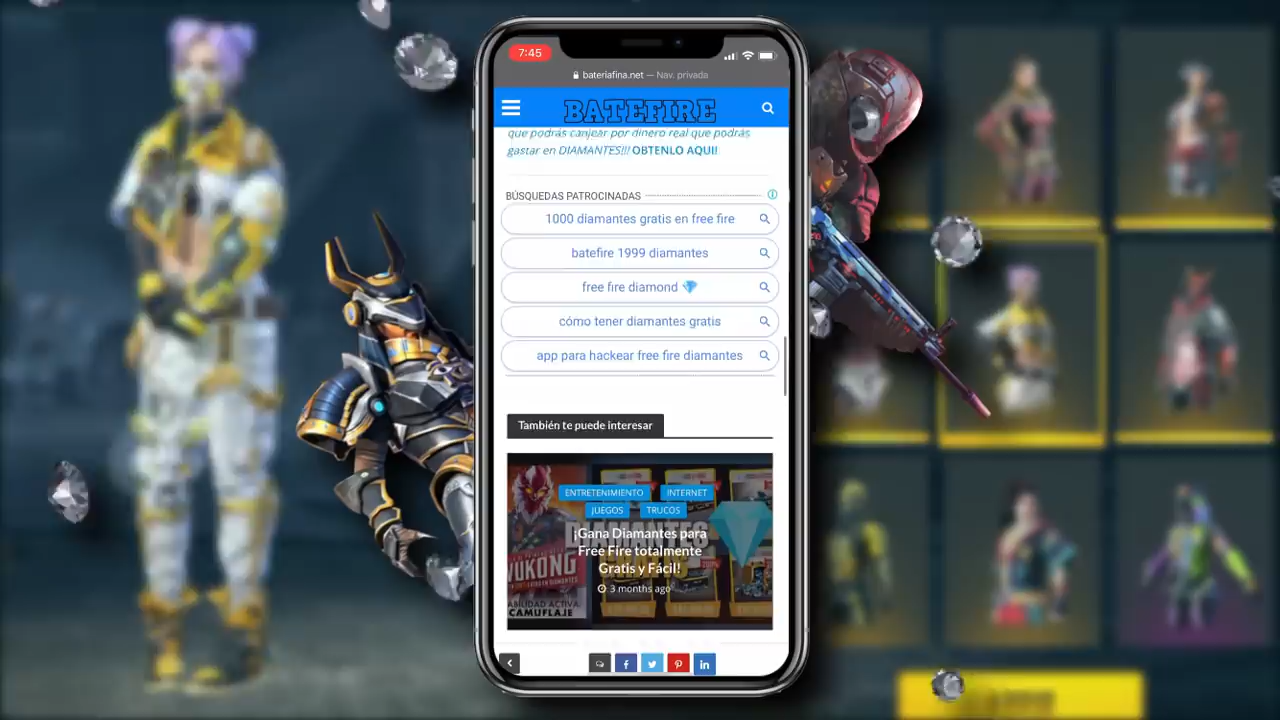 7:45
bateriafina.net — Nav. privada
BATEFIRE
que podrás canjear por dinero real que podrás
gastar en DIAMANTES!!! OBTENLO AQUI!
BÚSQUEDAS PATROCINADAS
1000 diamantes gratis en free fire
batefire 1999 diamantes
free fire diamond 💎
cómo tener diamantes gratis
app para hackear free fire diamantes
También te puede interesar
ENTRETENIMIENTO INTERNET
JUEGOS TRUCOS
DIAMANTES
¡Gana Diamantes para
Free Fire totalmente
Gratis y Fácil!
3 months ago
WUKONG
ABILIDAD ACTIVA
CAMUFLAJE